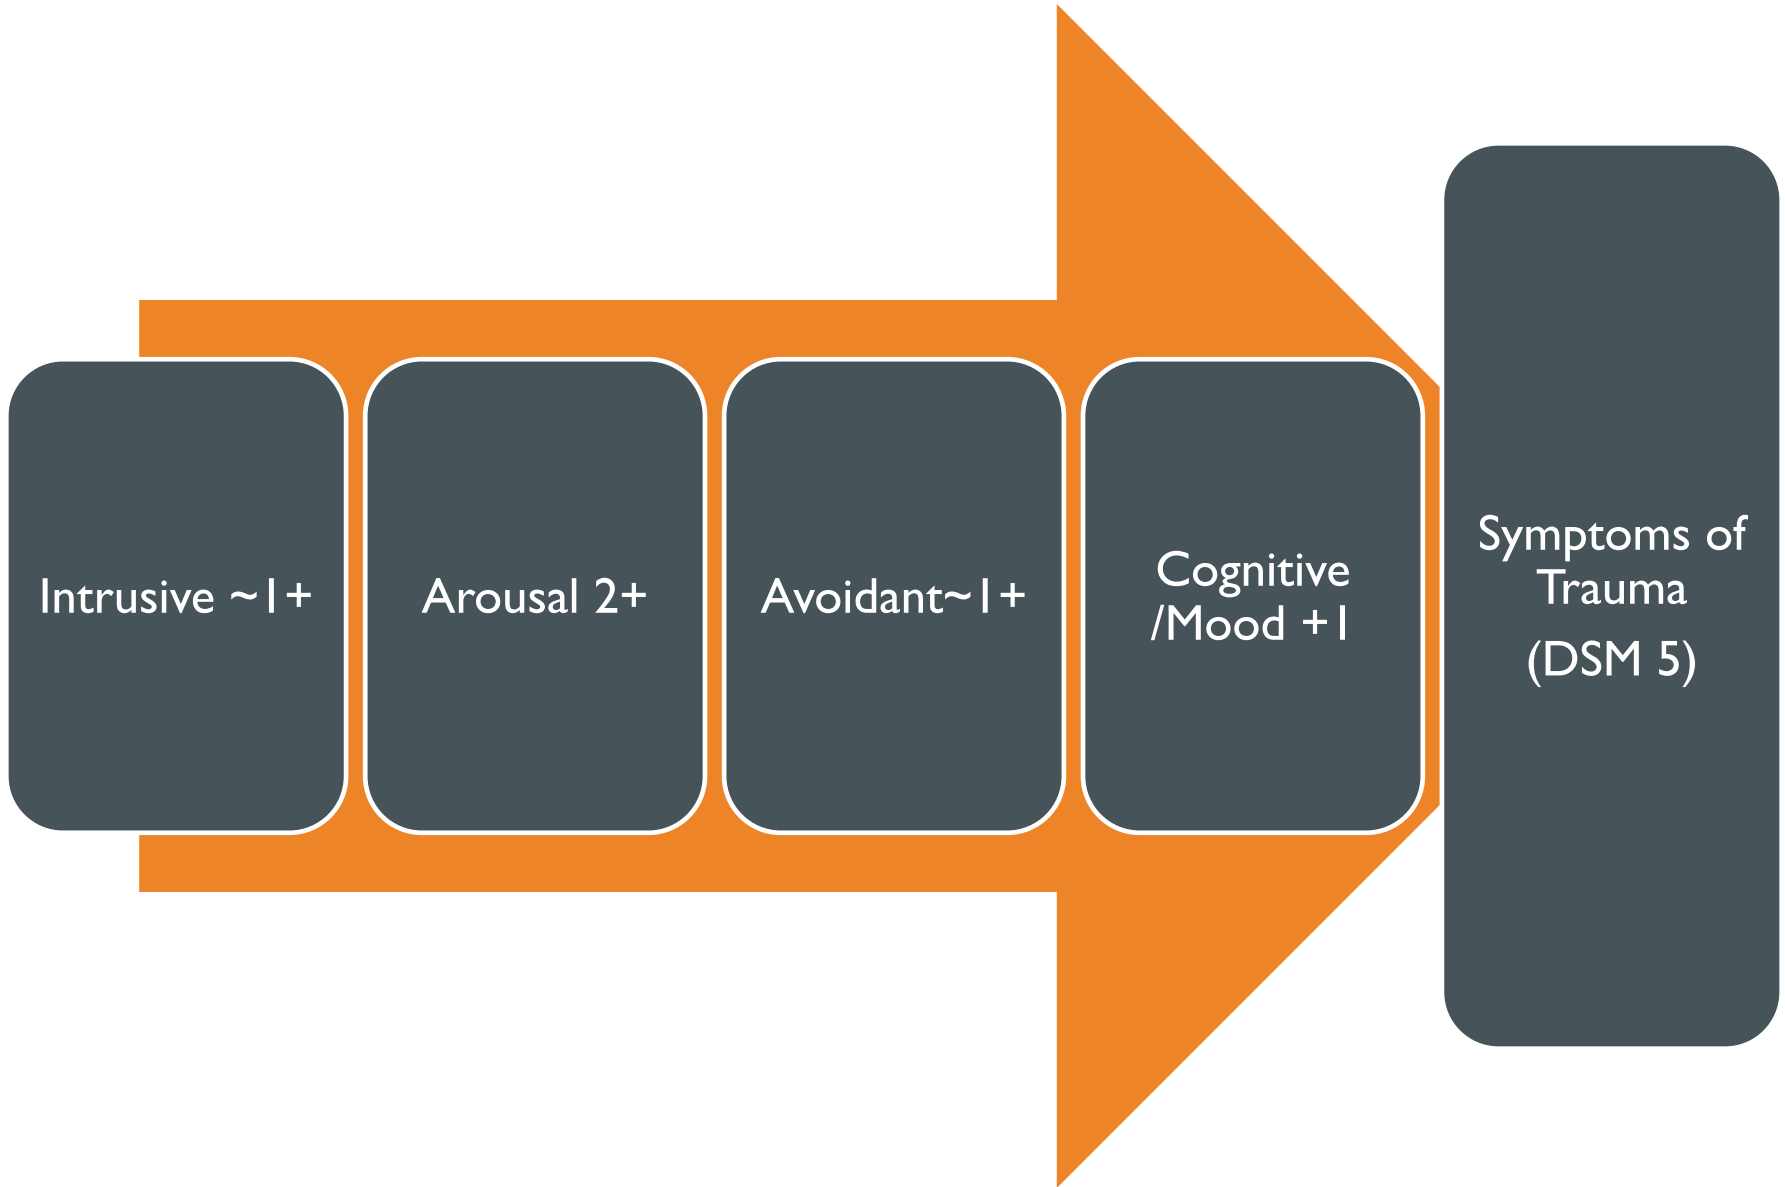 Intrusive ~1+
Arousal 2+
Avoidant~1+
Cognitive
/Mood +1
Symptoms of
Trauma
(DSM 5)